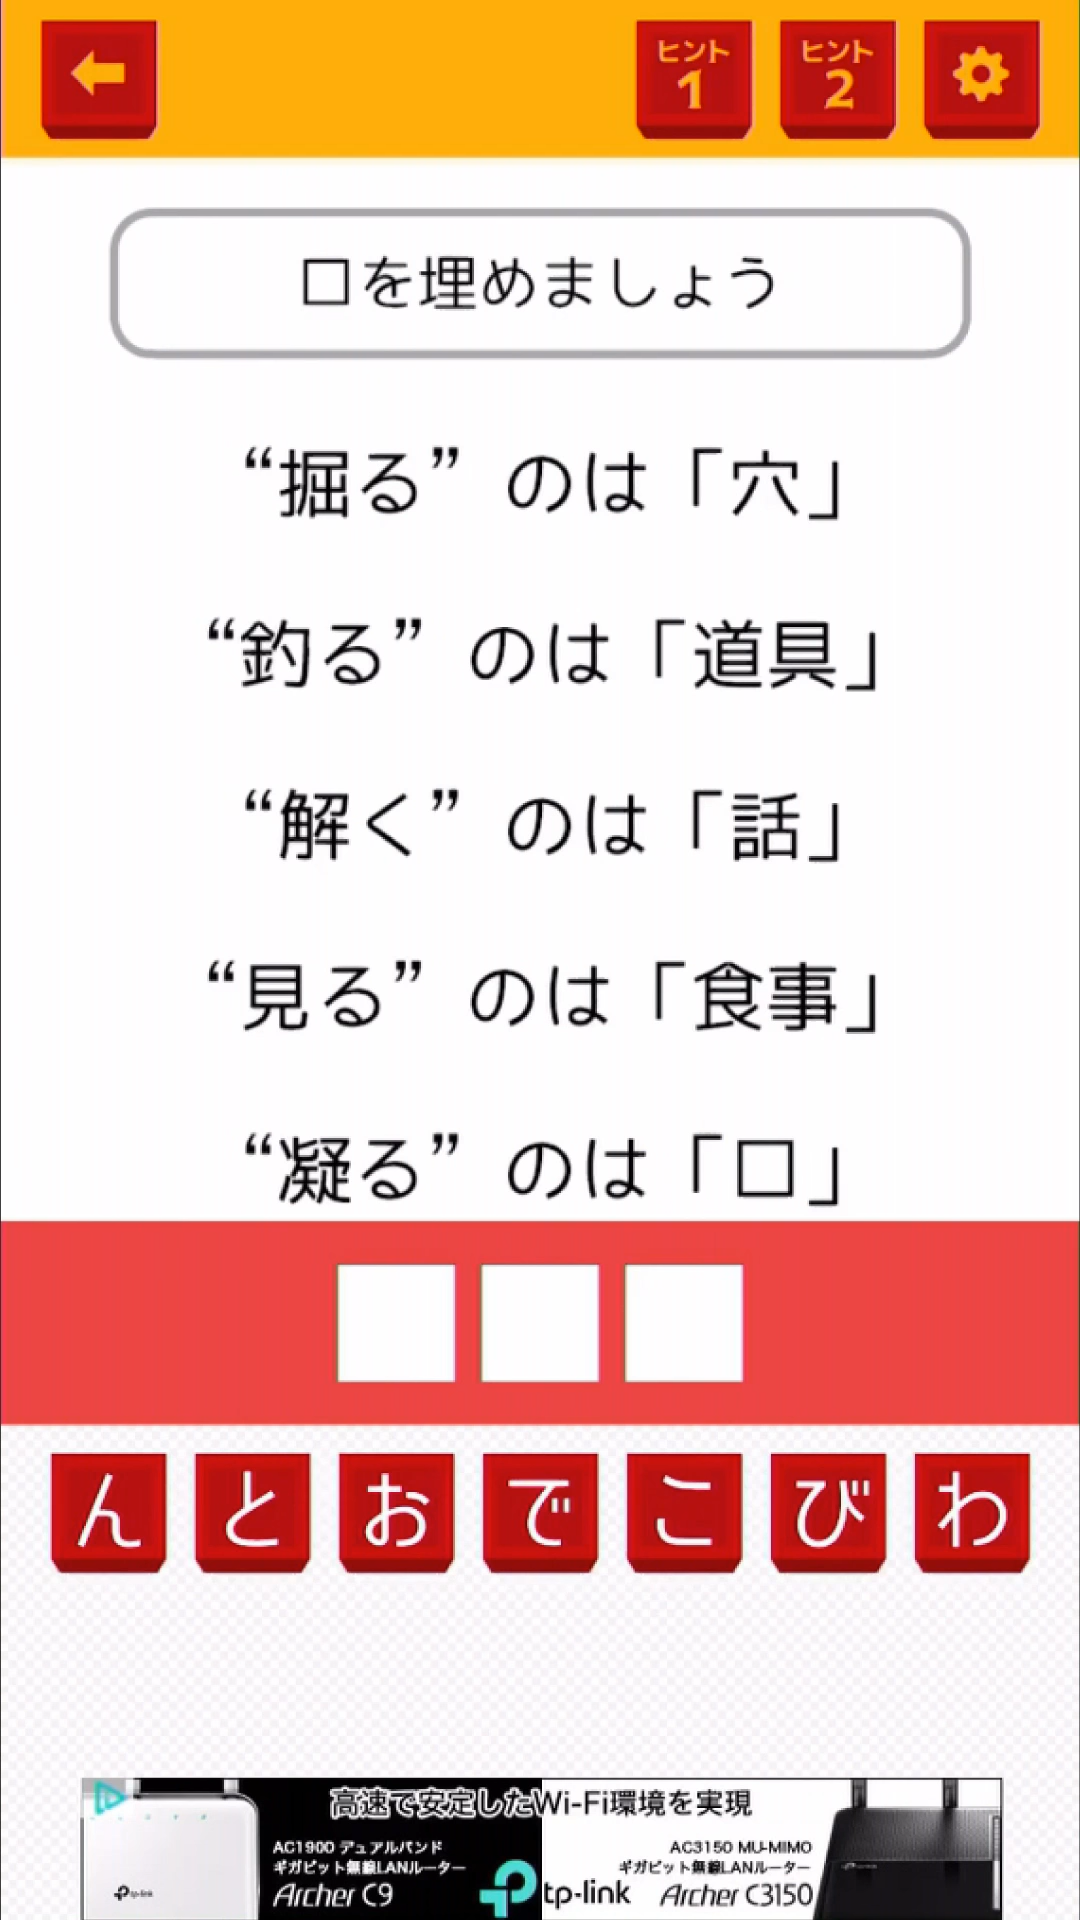 ヒント
1
ヒント
2
□を埋めましょう
“掘る” のは「穴」
“釣る” のは「道具」
“解く” のは「話」
“見る” のは「食事」
“凝る” のは「□」
ん と お で こ び わ
高速で安定したWi-Fi環境を実現
AC1900 デュアルバンド
ギガビット無線LANルーター
Archer C9
tp-link
AC3150 MU-MIMO
ギガビット無線LANルーター
Archer C3150
tp-link